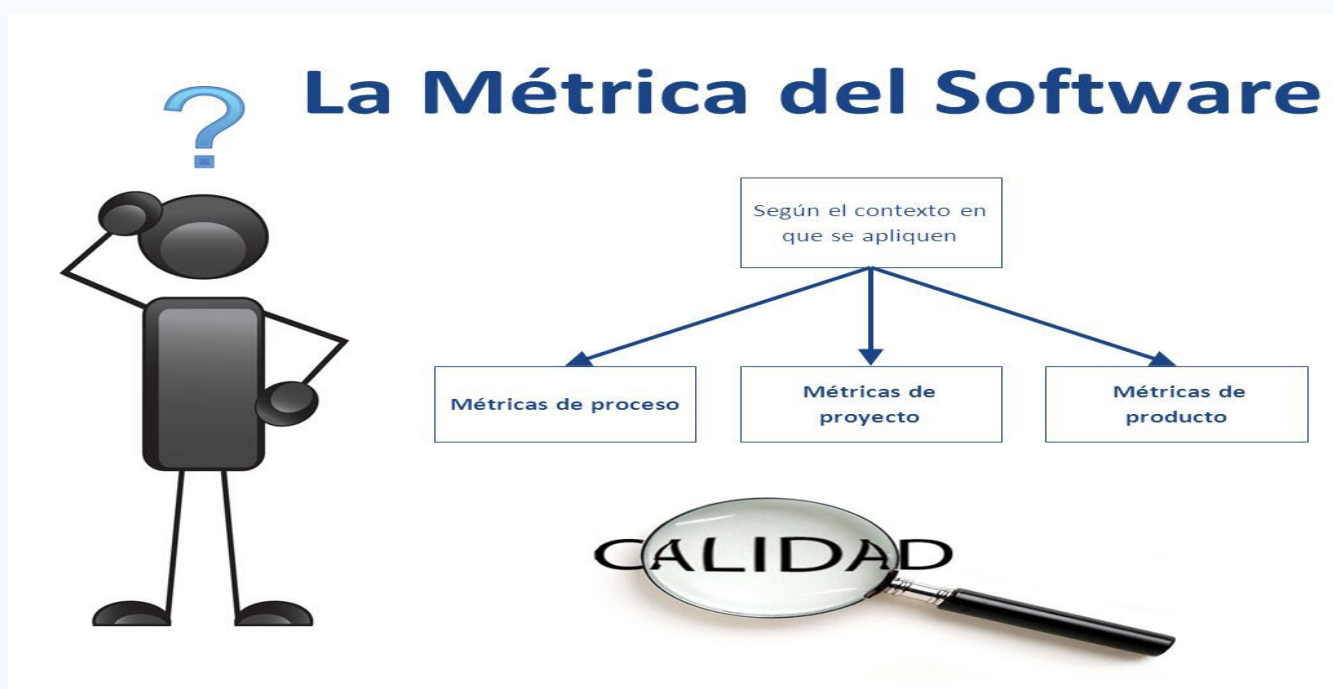 ?
La Métrica del Software
Según el contexto en
que se apliquen
Métricas de proceso
Métricas de
proyecto
Métricas de
producto
CALIDAD